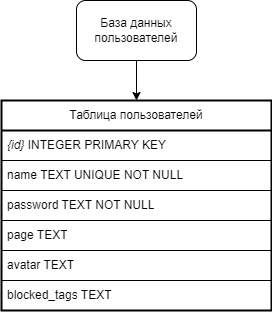 База данных
пользователей
Таблица пользователей
{id} INTEGER PRIMARY KEY
name TEXT UNIQUE NOT NULL
password TEXT NOT NULL
page TEXT
avatar TEXT
blocked_tags TEXT